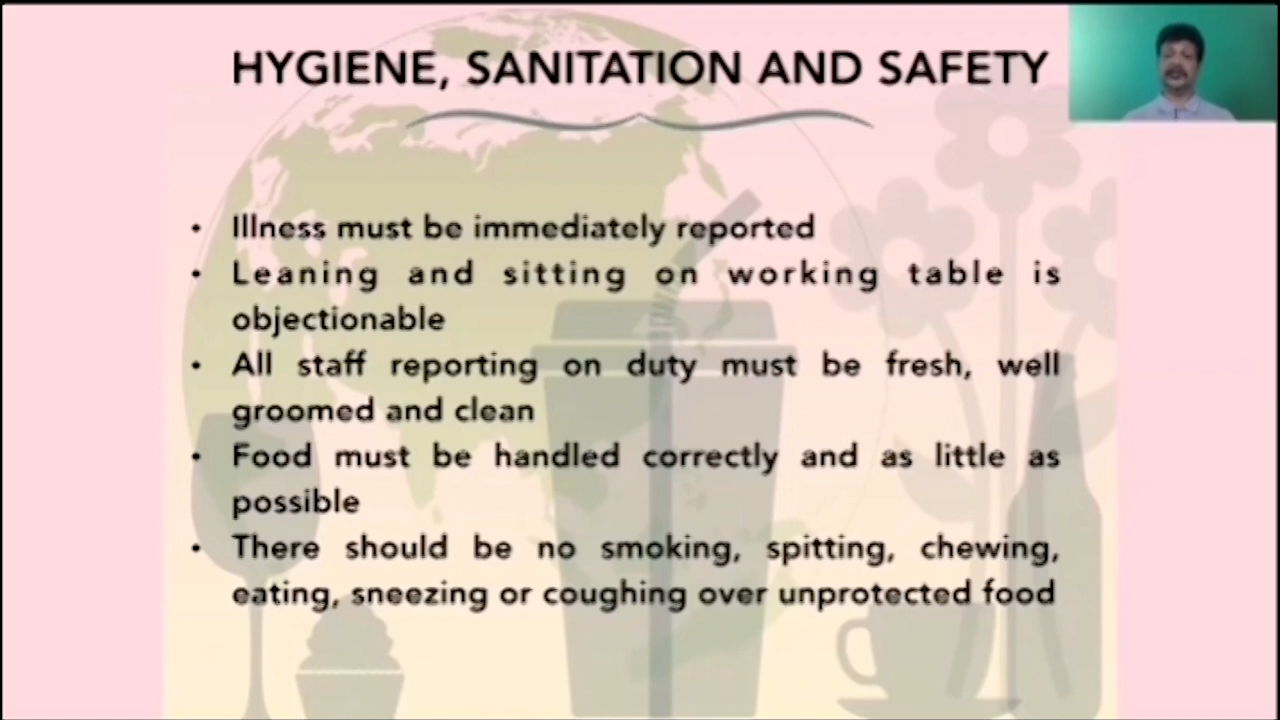 HYGIENE, SANITATION AND SAFETY
• Illness must be immediately reported
• Leaning and sitting on working table is
objectionable
• All staff reporting on duty must be fresh, well
groomed and clean
• Food must be handled correctly and as little as
possible
• There should be no smoking, spitting, chewing,
eating, sneezing or coughing over unprotected food